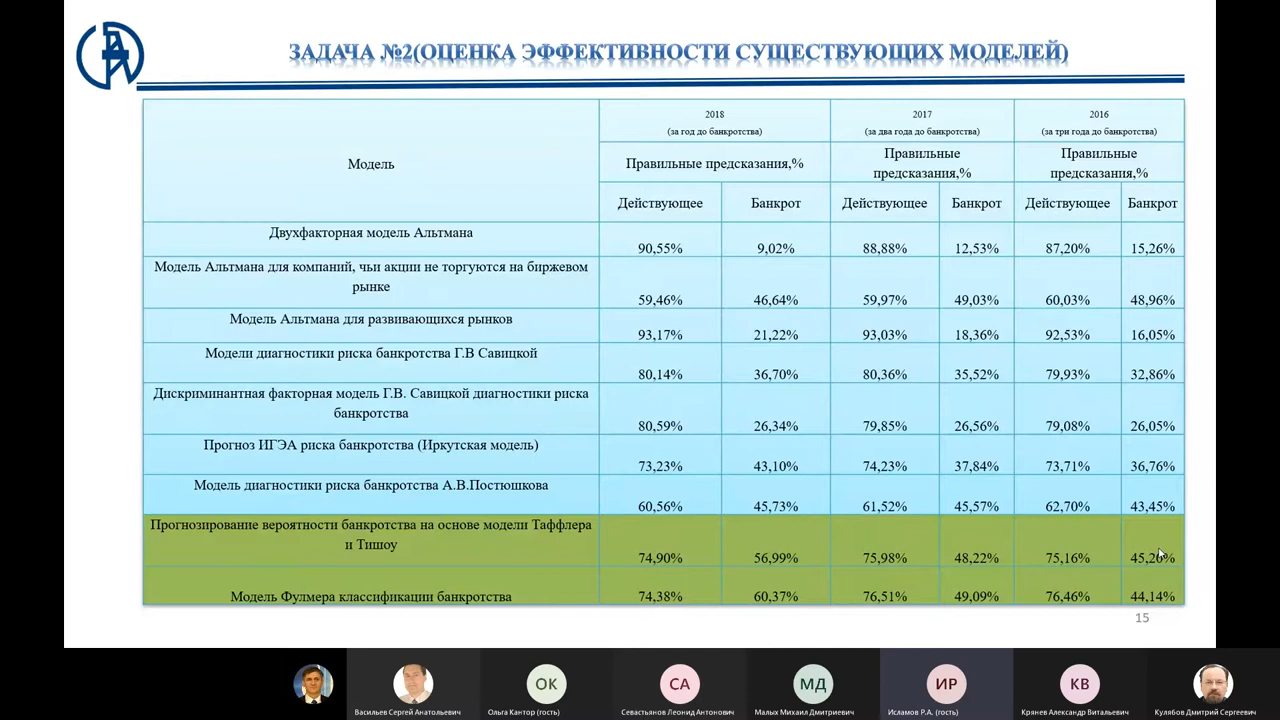 ЗАДАЧА №2(ОЦЕНКА ЭФФЕКТИВНОСТИ СУЩЕСТВУЮЩИХ МОДЕЛЕЙ)
Модель
2018
(за год до банкротства)
2017
(за два года до банкротства)
2016
(за три года до банкротства)
Правильные предсказания,%
Правильные
предсказания,%
Правильные
предсказания,%
Действующее Банкрот Действующее Банкрот Действующее Банкрот
Двухфакторная модель Альтмана
90,55% 9,02% 88,88% 12,53% 87,20% 15,26%
Модель Альтмана для компаний, чьи акции не торгуются на биржевом
рынке
59,46% 46,64% 59,97% 49,03% 60,03% 48,96%
Модель Альтмана для развивающихся рынков
93,17% 21,22% 93,03% 18,36% 92,53% 16,05%
Модели диагностики риска банкротства Г.В Савицкой
80,14% 36,70% 80,36% 35,52% 79,93% 32,86%
Дискриминантная факторная модель Г.В. Савицкой диагностики риска
банкротства
80,59% 26,34% 79,85% 26,56% 79,08% 26,05%
Прогноз ИГЭА риска банкротства (Иркутская модель)
73,23% 43,10% 74,23% 37,84% 73,71% 36,76%
Модель диагностики риска банкротства А.В.Постюшкова
60,56% 45,73% 61,52% 45,57% 62,70% 43,45%
Прогнозирование вероятности банкротства на основе модели Таффлера
и Тишоу
74,90% 56,99% 75,98% 48,22% 75,16% 45,20%
Модель Фулмера классификации банкротства
74,38% 60,37% 76,51% 49,09% 76,46% 44,14%
15
ОК СА МД ИР КВ
Васильев Сергей Анатольевич
Ольга Кантор (гость)
Севастьянов Леонид Антонович
Малых Михаил Дмитриевич
Исламов Р.А. (гость)
Крянев Александр Витальевич
Кулябов Дмитрий Сергеевич